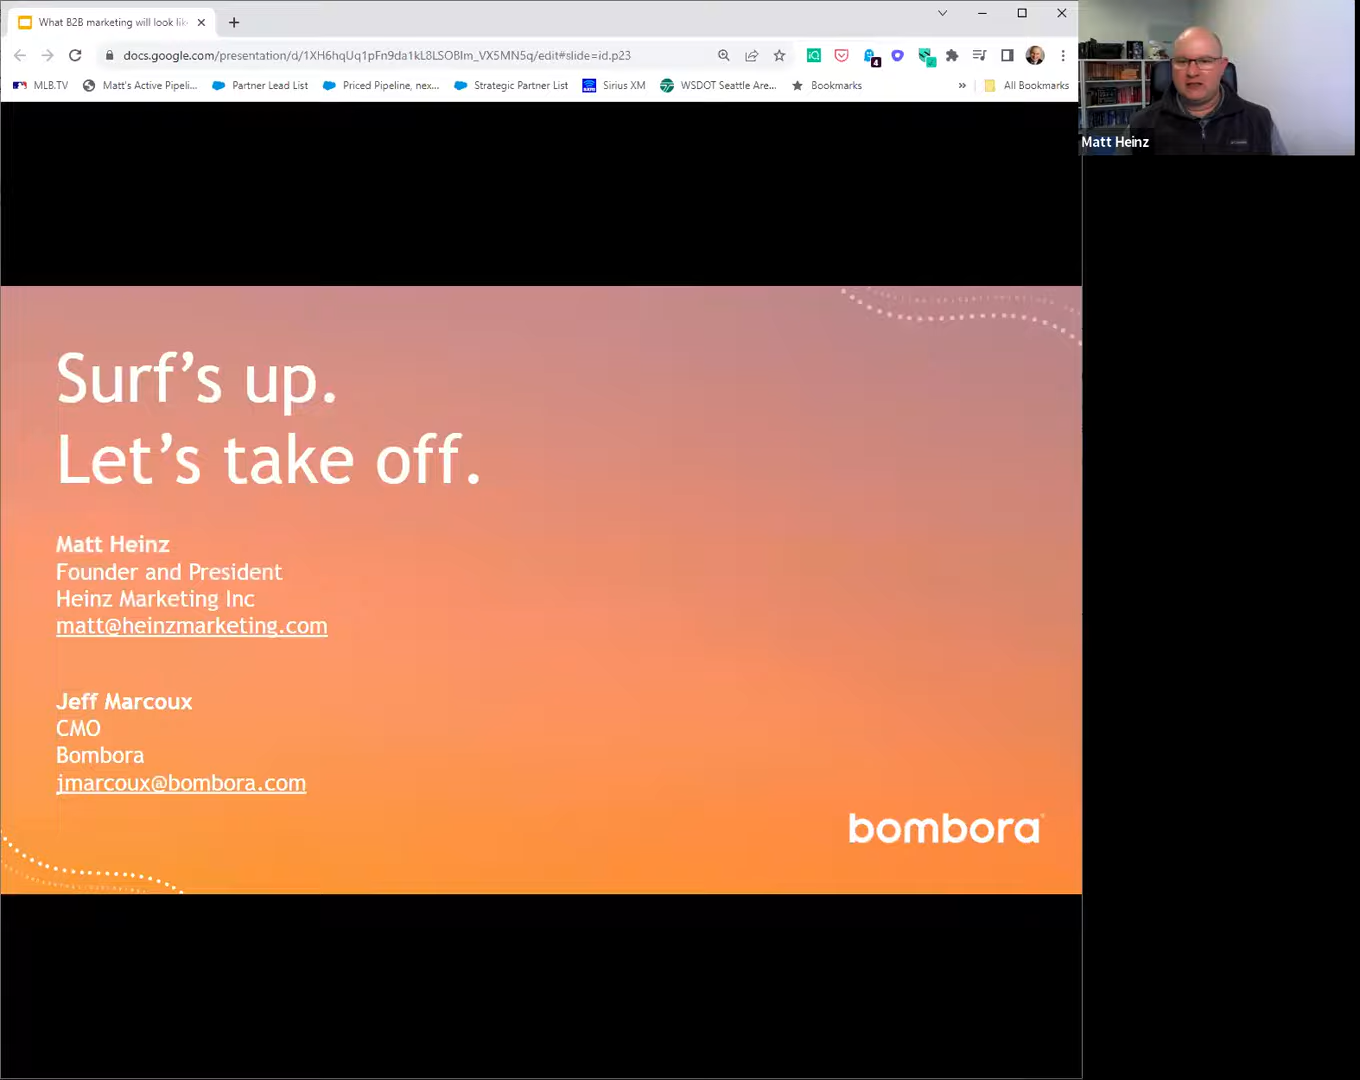 What B2B marketing will look lik
docs.google.com/presentation/d/1XH6hqUq1pFn9da1kL8LSOBIm_VX5MN5q/edit#slide=id.p23
4
MLB.TV
Matt's Active Pipeli...
Partner Lead List
Priced Pipeline, nex...
Strategic Partner List
Sirius XM
WSDOT Seattle Are...
Bookmarks
»
All Bookmarks
Matt Heinz
Surf's up.
Let's take off.
Matt Heinz
Founder and President
Heinz Marketing Inc
matt@heinzmarketing.com
Jeff Marcoux
CMO
Bombora
jmarcoux@bombora.com
bombora